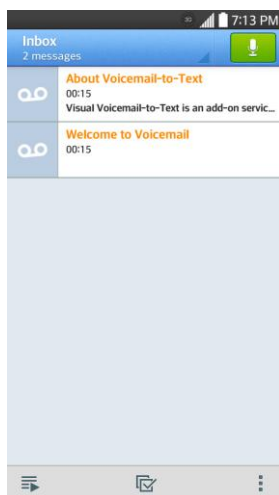 7:13 PM
Inbox
2 messages
About Voicemail-to-Text
00:15
Visual Voicemail-to-Text is an add-on servic...
Welcome to Voicemail
00:15